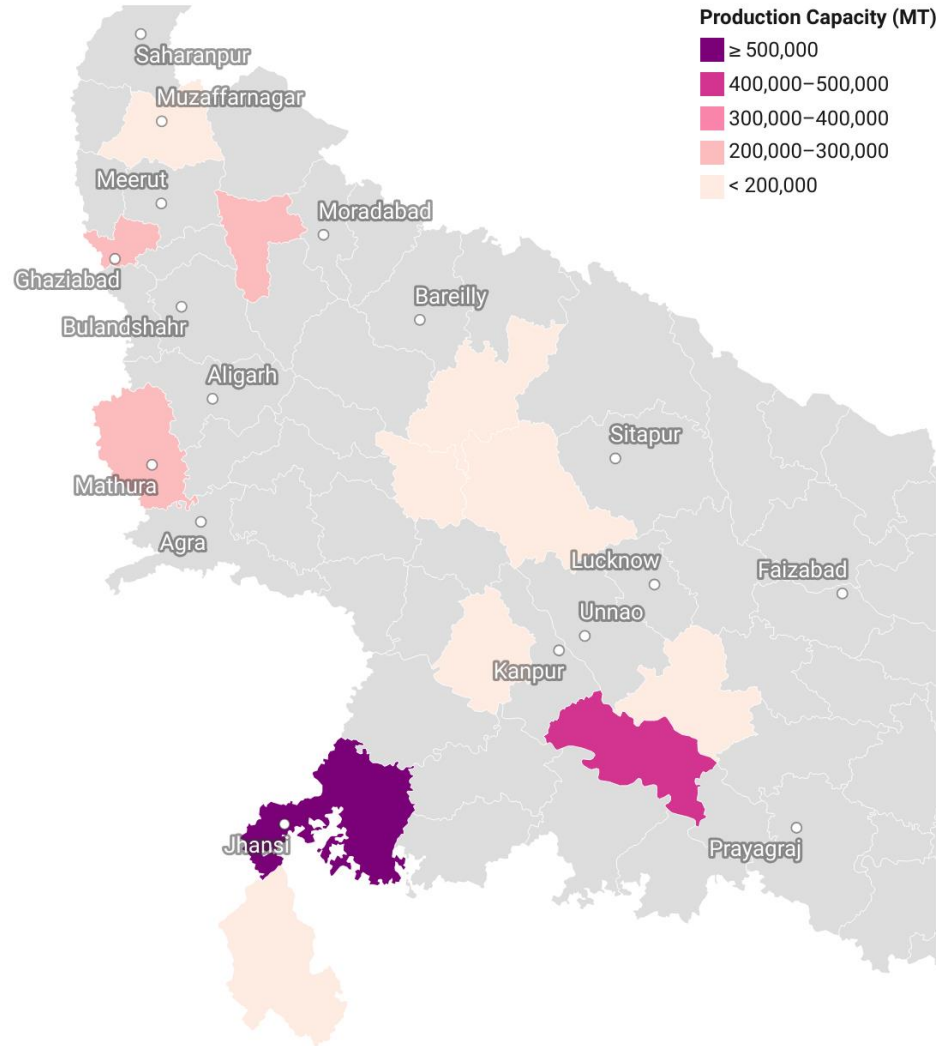 Production Capacity (MT)
≥ 500,000
400,000–500,000
300,000–400,000
200,000–300,000
< 200,000
Saharanpur
Muzaffarnagar
Meerut
Moradabad
Ghaziabad
Bareilly
Bulandshahr
Aligarh
Sitapur
Mathura
Agra
Lucknow
Faizabad
Unnao
Kanpur
Jhansi
Prayagraj